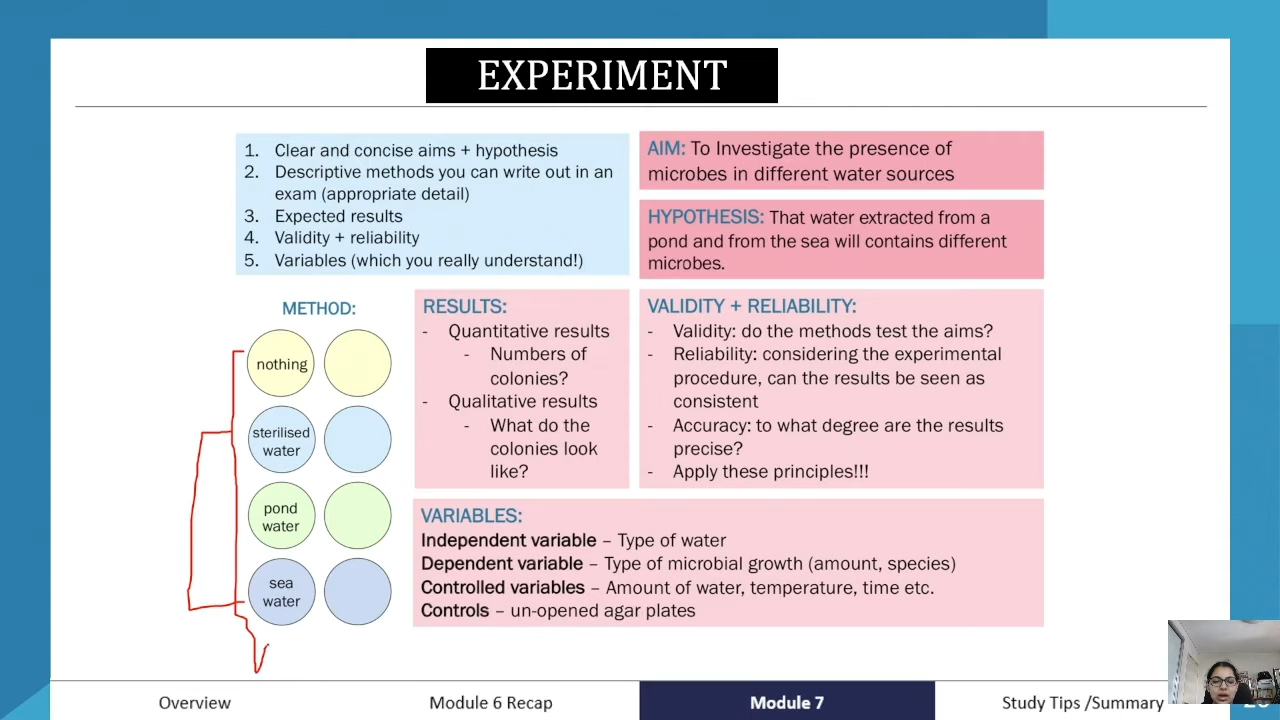 EXPERIMENT
1. Clear and concise aims + hypothesis
2. Descriptive methods you can write out in an
exam (appropriate detail)
3. Expected results
4. Validity + reliability
5. Variables (which you really understand!)
AIM: To Investigate the presence of
microbes in different water sources
HYPOTHESIS: That water extracted from a
pond and from the sea will contains different
microbes.
METHOD:
nothing
sterilised
water
pond
water
sea
water
RESULTS:
- Quantitative results
- Numbers of
colonies?
- Qualitative results
- What do the
colonies look
like?
VALIDITY + RELIABILITY:
- Validity: do the methods test the aims?
- Reliability: considering the experimental
procedure, can the results be seen as
consistent
- Accuracy: to what degree are the results
precise?
- Apply these principles!!!
VARIABLES:
Independent variable – Type of water
Dependent variable – Type of microbial growth (amount, species)
Controlled variables – Amount of water, temperature, time etc.
Controls – un-opened agar plates
Overview
Module 6 Recap
Module 7
Study Tips /Summary